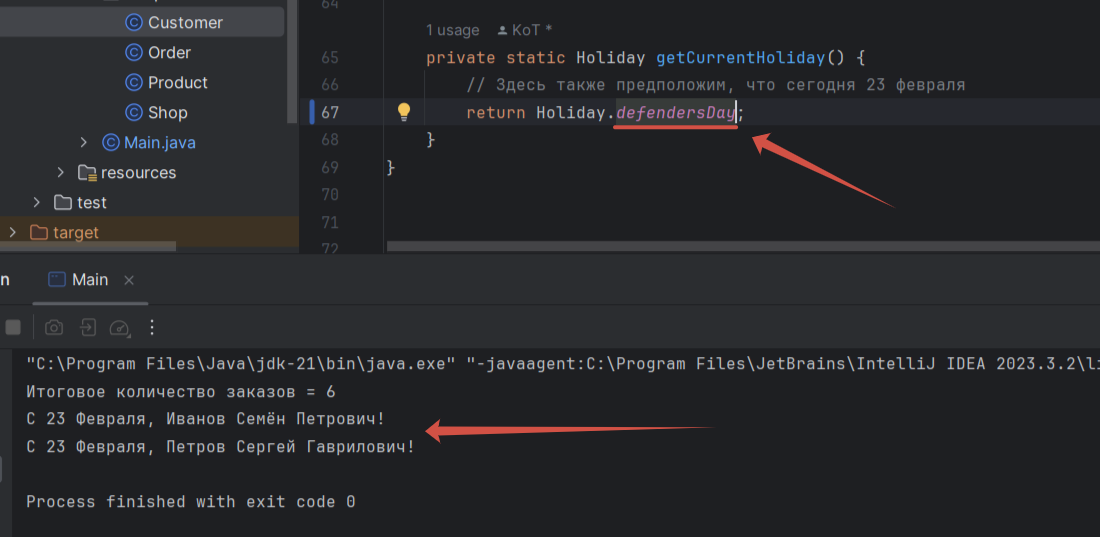 Customer
Order
Product
Shop
Main.java
resources
test
target
64
1 usage KoT *
65 private static Holiday getCurrentHoliday() {
66 // Здесь также предположим, что сегодня 23 февраля
67 return Holiday.defendersDay;
68 }
69 }
70
71
72
n Main
"C:\Program Files\Java\jdk-21\bin\java.exe" "-javaagent:C:\Program Files\JetBrains\IntelliJ IDEA 2023.3.2\li
Итоговое количество заказов = 6
С 23 Февраля, Иванов Семён Петрович!
С 23 Февраля, Петров Сергей Гаврилович!
Process finished with exit code 0